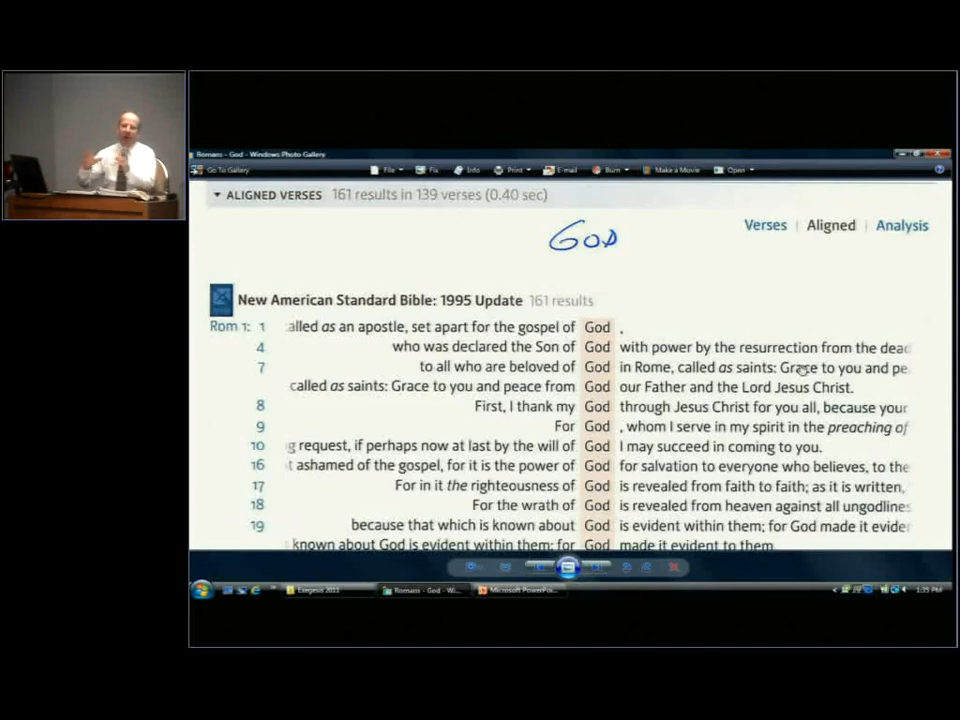 Romans - God - Windows Photo Gallery
Go To Gallery File Fix Info Print E-mail Burn Make a Movie Open
ALIGNED VERSES 161 results in 139 verses (0.40 sec)
GOD
Verses | Aligned | Analysis
New American Standard Bible: 1995 Update 161 results
Rom 1: 1 alled as an apostle, set apart for the gospel of God ,
4 who was declared the Son of God with power by the resurrection from the dead
7 to all who are beloved of God in Rome, called as saints: Grace to you and pe
called as saints: Grace to you and peace from God our Father and the Lord Jesus Christ.
8 First, I thank my God through Jesus Christ for you all, because your
9 For God , whom I serve in my spirit in the preaching of
10 g request, if perhaps now at last by the will of God I may succeed in coming to you.
16 t ashamed of the gospel, for it is the power of God for salvation to everyone who believes, to the
17 For in it the righteousness of God is revealed from faith to faith; as it is written,
18 For the wrath of God is revealed from heaven against all ungodlines
19 because that which is known about God is evident within them; for God made it evide
known about God is evident within them; for God made it evident to them
Exegesis 2011 Romans - God - Wi... Microsoft PowerPoi... 1:35 PM